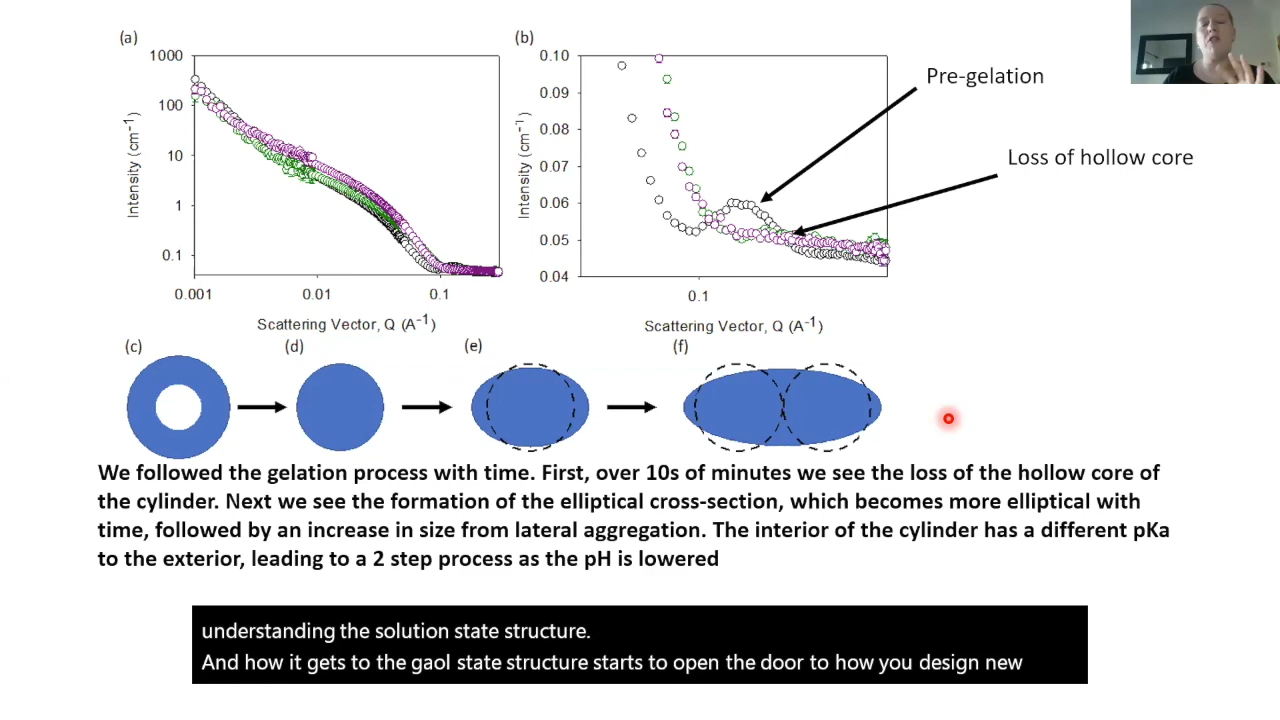 (a)
(b)
1000
100
10
1
0.1
0.001
0.01
0.1
Intensity (cm⁻¹)
Scattering Vector, Q (A⁻¹)
0.10
0.09
0.08
0.07
0.06
0.05
0.04
0.1
Intensity (cm⁻¹)
Scattering Vector, Q (A⁻¹)
Pre-gelation
Loss of hollow core
(c)
(d)
(e)
(f)
We followed the gelation process with time. First, over 10s of minutes we see the loss of the hollow core of
the cylinder. Next we see the formation of the elliptical cross-section, which becomes more elliptical with
time, followed by an increase in size from lateral aggregation. The interior of the cylinder has a different pKa
to the exterior, leading to a 2 step process as the pH is lowered
understanding the solution state structure.
And how it gets to the gaol state structure starts to open the door to how you design new